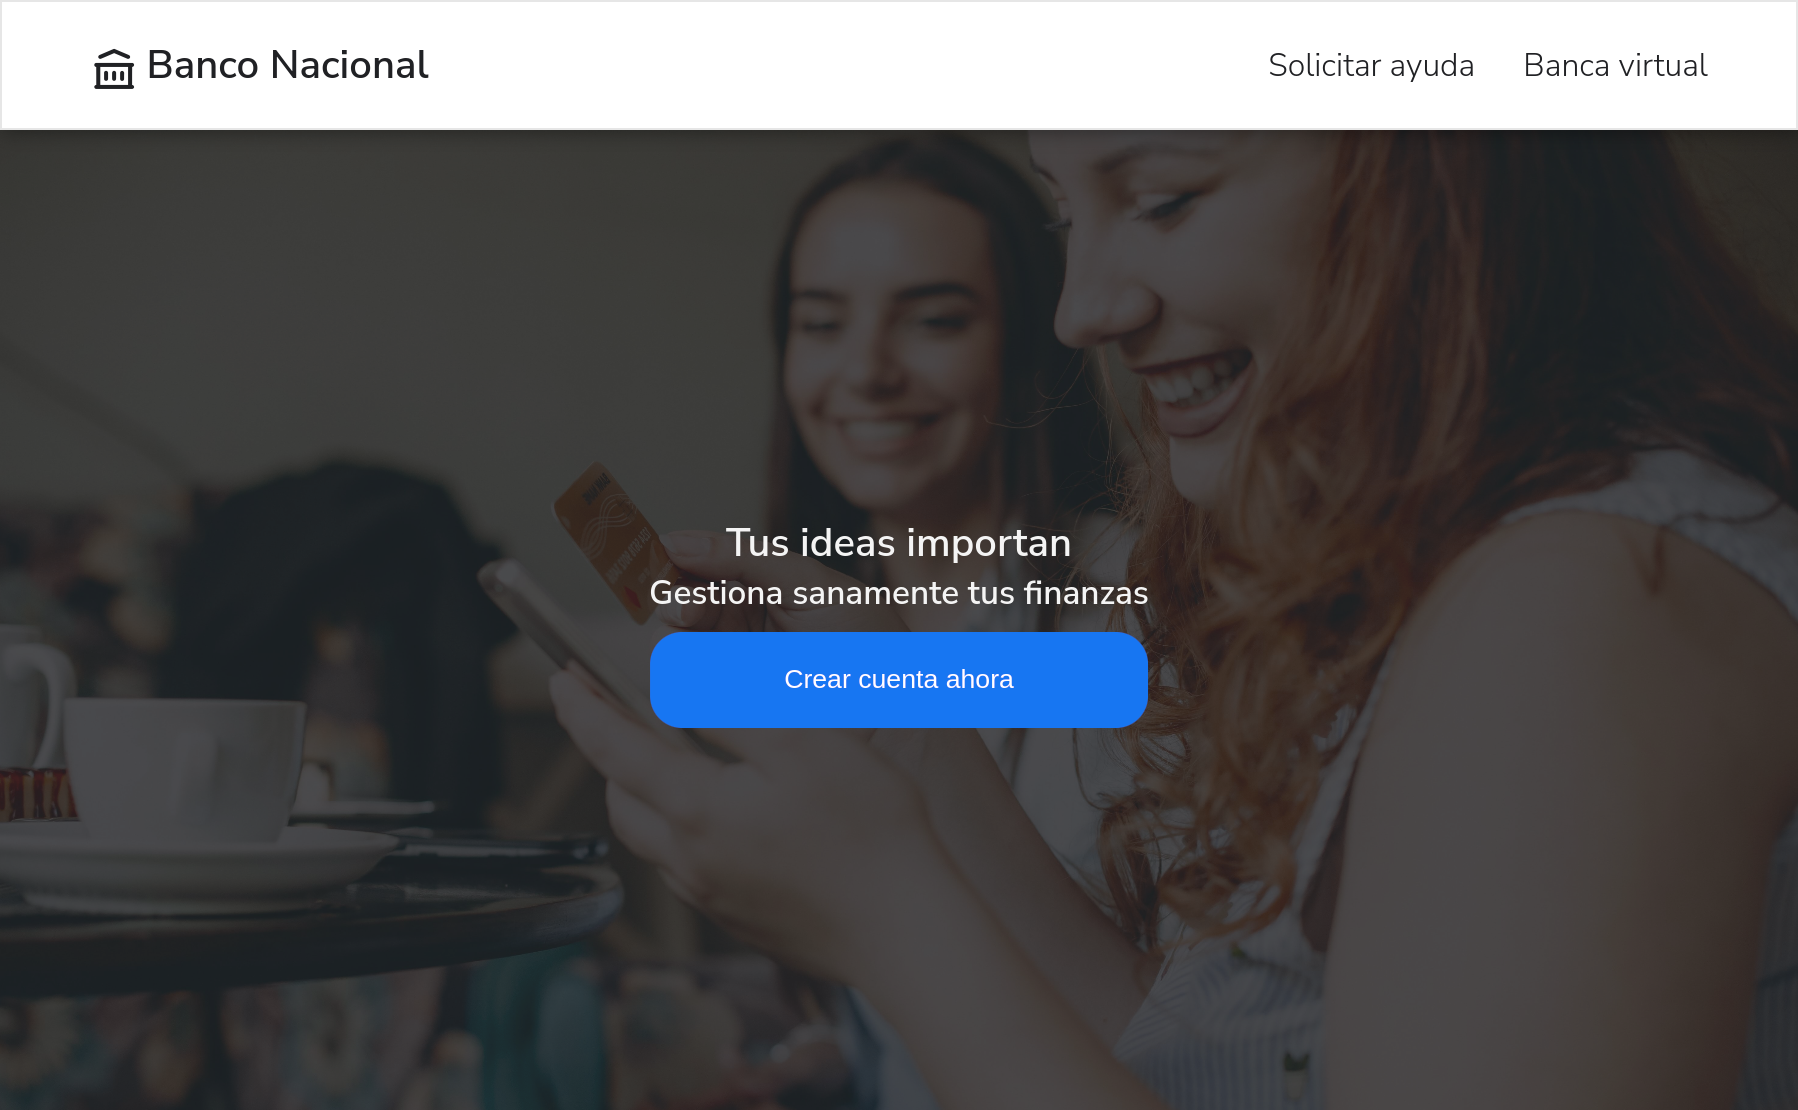 Banco Nacional
Solicitar ayuda
Banca virtual
Tus ideas importan
Gestiona sanamente tus finanzas
Crear cuenta ahora